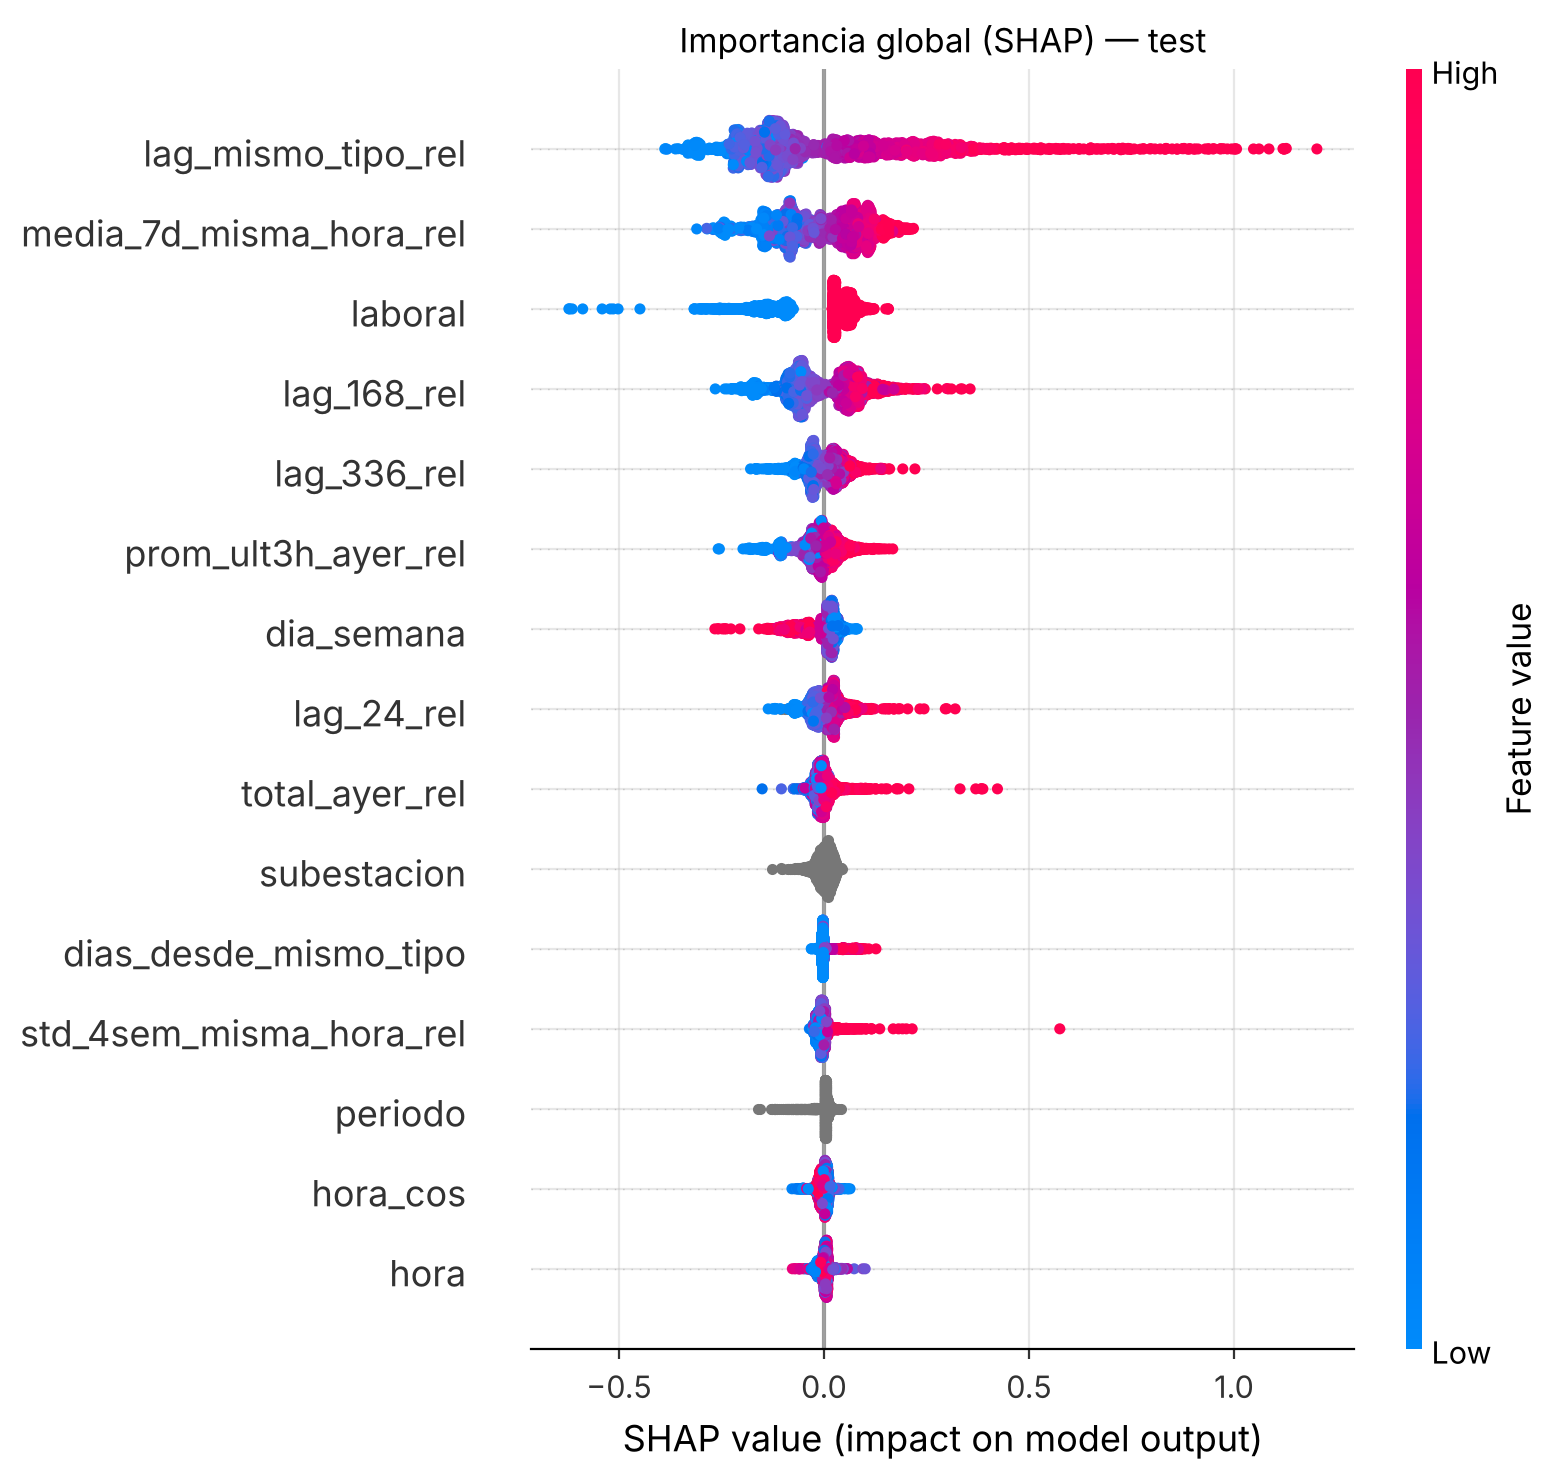 Importancia global (SHAP) — test
High
lag_mismo_tipo_rel
media_7d_misma_hora_rel
laboral
lag_168_rel
lag_336_rel
prom_ult3h_ayer_rel
dia_semana
lag_24_rel
total_ayer_rel
subestacion
dias_desde_mismo_tipo
std_4sem_misma_hora_rel
periodo
hora_cos
hora
Feature value
Low
−0.5 0.0 0.5 1.0
SHAP value (impact on model output)